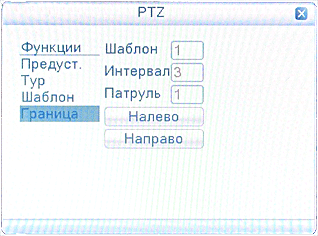 PTZ
Функции
Предуст.
Тур
Шаблон
Граница
Шаблон 1
Интервал 3
Патруль 1
Налево
Направо